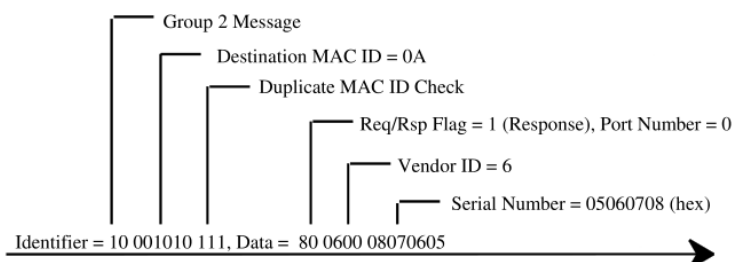 Group 2 Message
Destination MAC ID = 0A
Duplicate MAC ID Check
Req/Rsp Flag = 1 (Response), Port Number = 0
Vendor ID = 6
Serial Number = 05060708 (hex)
Identifier = 10 001010 111, Data = 80 0600 08070605